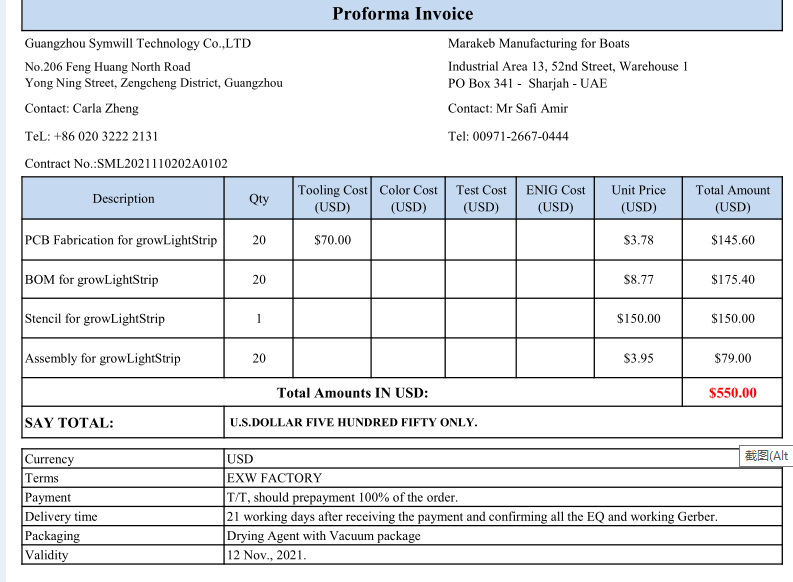 Proforma Invoice
Guangzhou Symwill Technology Co.,LTD
Marakeb Manufacturing for Boats
No.206 Feng Huang North Road
Yong Ning Street, Zengcheng District, Guangzhou
Industrial Area 13, 52nd Street, Warehouse 1
PO Box 341 - Sharjah - UAE
Contact: Carla Zheng
Contact: Mr Safi Amir
TeL: +86 020 3222 2131
Tel: 00971-2667-0444
Contract No.:SML2021110202A0102
Description Qty Tooling Cost (USD) Color Cost (USD) Test Cost (USD) ENIG Cost (USD) Unit Price (USD) Total Amount (USD)
PCB Fabrication for growLightStrip 20 $70.00 $3.78 $145.60
BOM for growLightStrip 20 $8.77 $175.40
Stencil for growLightStrip 1 $150.00 $150.00
Assembly for growLightStrip 20 $3.95 $79.00
Total Amounts IN USD: $550.00
SAY TOTAL: U.S.DOLLAR FIVE HUNDRED FIFTY ONLY.
截图(Alt
Currency USD
Terms EXW FACTORY
Payment T/T, should prepayment 100% of the order.
Delivery time 21 working days after receiving the payment and confirming all the EQ and working Gerber.
Packaging Drying Agent with Vacuum package
Validity 12 Nov., 2021.